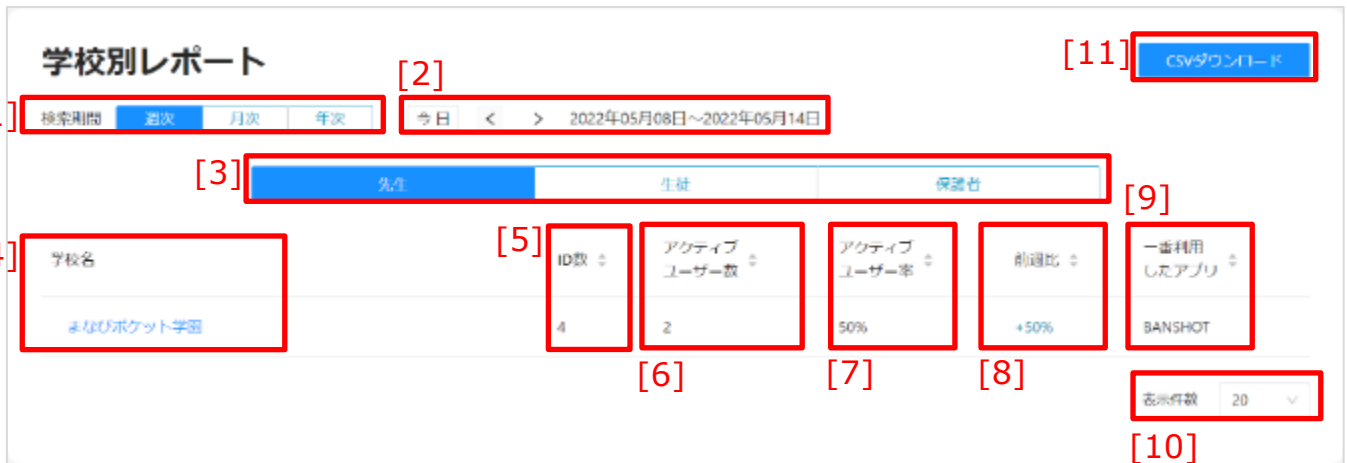 学校別レポート
[11]
CSVダウンロード
[2]
]
検索期間 週次 月次 年次
今日 < > 2022年05月08日～2022年05月14日
[3]
先生 生徒 保護者
[9]
4]
学校名
[5]
ID数
アクティブ
ユーザー数
アクティブ
ユーザー率
前週比
一番利用
したアプリ
まなびポケット学園 4 2 50% +50% BANSHOT
[6] [7] [8]
表示件数 20
[10]